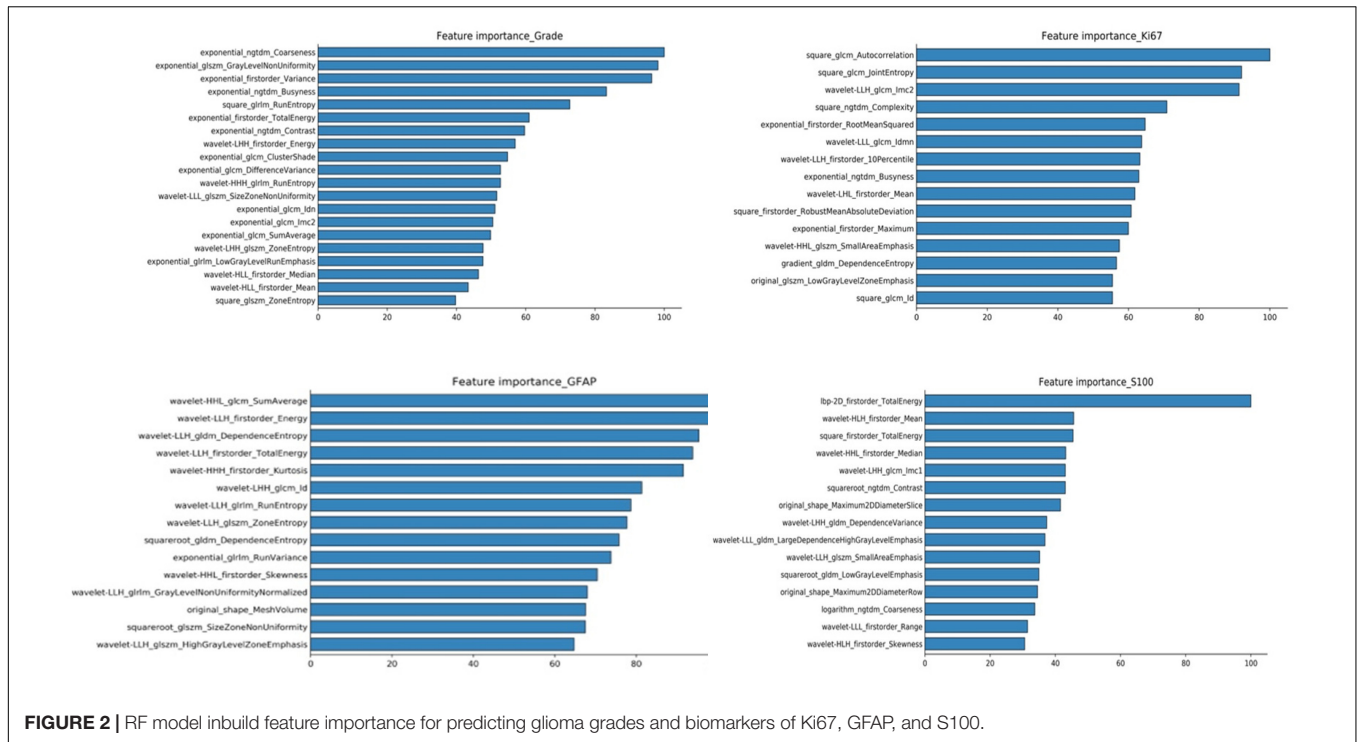 Feature importance_Grade
exponential_ngtdm_Coarseness
exponential_glszm_GrayLevelNonUniformity
exponential_firstorder_Variance
exponential_ngtdm_Busyness
square_glrlm_RunEntropy
exponential_firstorder_TotalEnergy
exponential_ngtdm_Contrast
wavelet-LHH_firstorder_Energy
exponential_glcm_ClusterShade
exponential_glcm_DifferenceVariance
wavelet-HHH_glrlm_RunEntropy
wavelet-LLL_glszm_SizeZoneNonUniformity
exponential_glcm_Idn
exponential_glcm_Imc2
exponential_glcm_SumAverage
wavelet-LHH_glszm_ZoneEntropy
exponential_glrlm_LowGrayLevelRunEmphasis
wavelet-HLL_firstorder_Median
wavelet-HLL_firstorder_Mean
square_glszm_ZoneEntropy
0 20 40 60 80 100
Feature importance_Ki67
square_glcm_Autocorrelation
square_glcm_JointEntropy
wavelet-LLH_glcm_Imc2
square_ngtdm_Complexity
exponential_firstorder_RootMeanSquared
wavelet-LLL_glcm_Idmn
wavelet-LLH_firstorder_10Percentile
exponential_ngtdm_Busyness
wavelet-LHL_firstorder_Mean
square_firstorder_RobustMeanAbsoluteDeviation
exponential_firstorder_Maximum
wavelet-HHL_glszm_SmallAreaEmphasis
gradient_gldm_DependenceEntropy
original_glszm_LowGrayLevelZoneEmphasis
square_glcm_Id
0 20 40 60 80 100
Feature importance_GFAP
wavelet-HHL_glcm_SumAverage
wavelet-LLH_firstorder_Energy
wavelet-LLH_gldm_DependenceEntropy
wavelet-LLH_firstorder_TotalEnergy
wavelet-HHH_firstorder_Kurtosis
wavelet-LHH_glcm_Id
wavelet-LLH_glrlm_RunEntropy
wavelet-LLH_glszm_ZoneEntropy
squareroot_gldm_DependenceEntropy
exponential_glrlm_RunVariance
wavelet-HHL_firstorder_Skewness
wavelet-LLH_glrlm_GrayLevelNonUniformityNormalized
original_shape_MeshVolume
squareroot_glszm_SizeZoneNonUniformity
wavelet-LLH_glszm_HighGrayLevelZoneEmphasis
0 20 40 60 80
Feature importance_S100
lbp-2D_firstorder_TotalEnergy
wavelet-HLH_firstorder_Mean
square_firstorder_TotalEnergy
wavelet-HHL_firstorder_Median
wavelet-LHH_glcm_Imc1
squareroot_ngtdm_Contrast
original_shape_Maximum2DDiameterSlice
wavelet-LHH_gldm_DependenceVariance
wavelet-LLL_gldm_LargeDependenceHighGrayLevelEmphasis
wavelet-LLH_glszm_SmallAreaEmphasis
squareroot_gldm_LowGrayLevelEmphasis
original_shape_Maximum2DDiameterRow
logarithm_ngtdm_Coarseness
wavelet-LLL_firstorder_Range
wavelet-HLH_firstorder_Skewness
0 20 40 60 80 100
FIGURE 2 | RF model inbuild feature importance for predicting glioma grades and biomarkers of Ki67, GFAP, and S100.